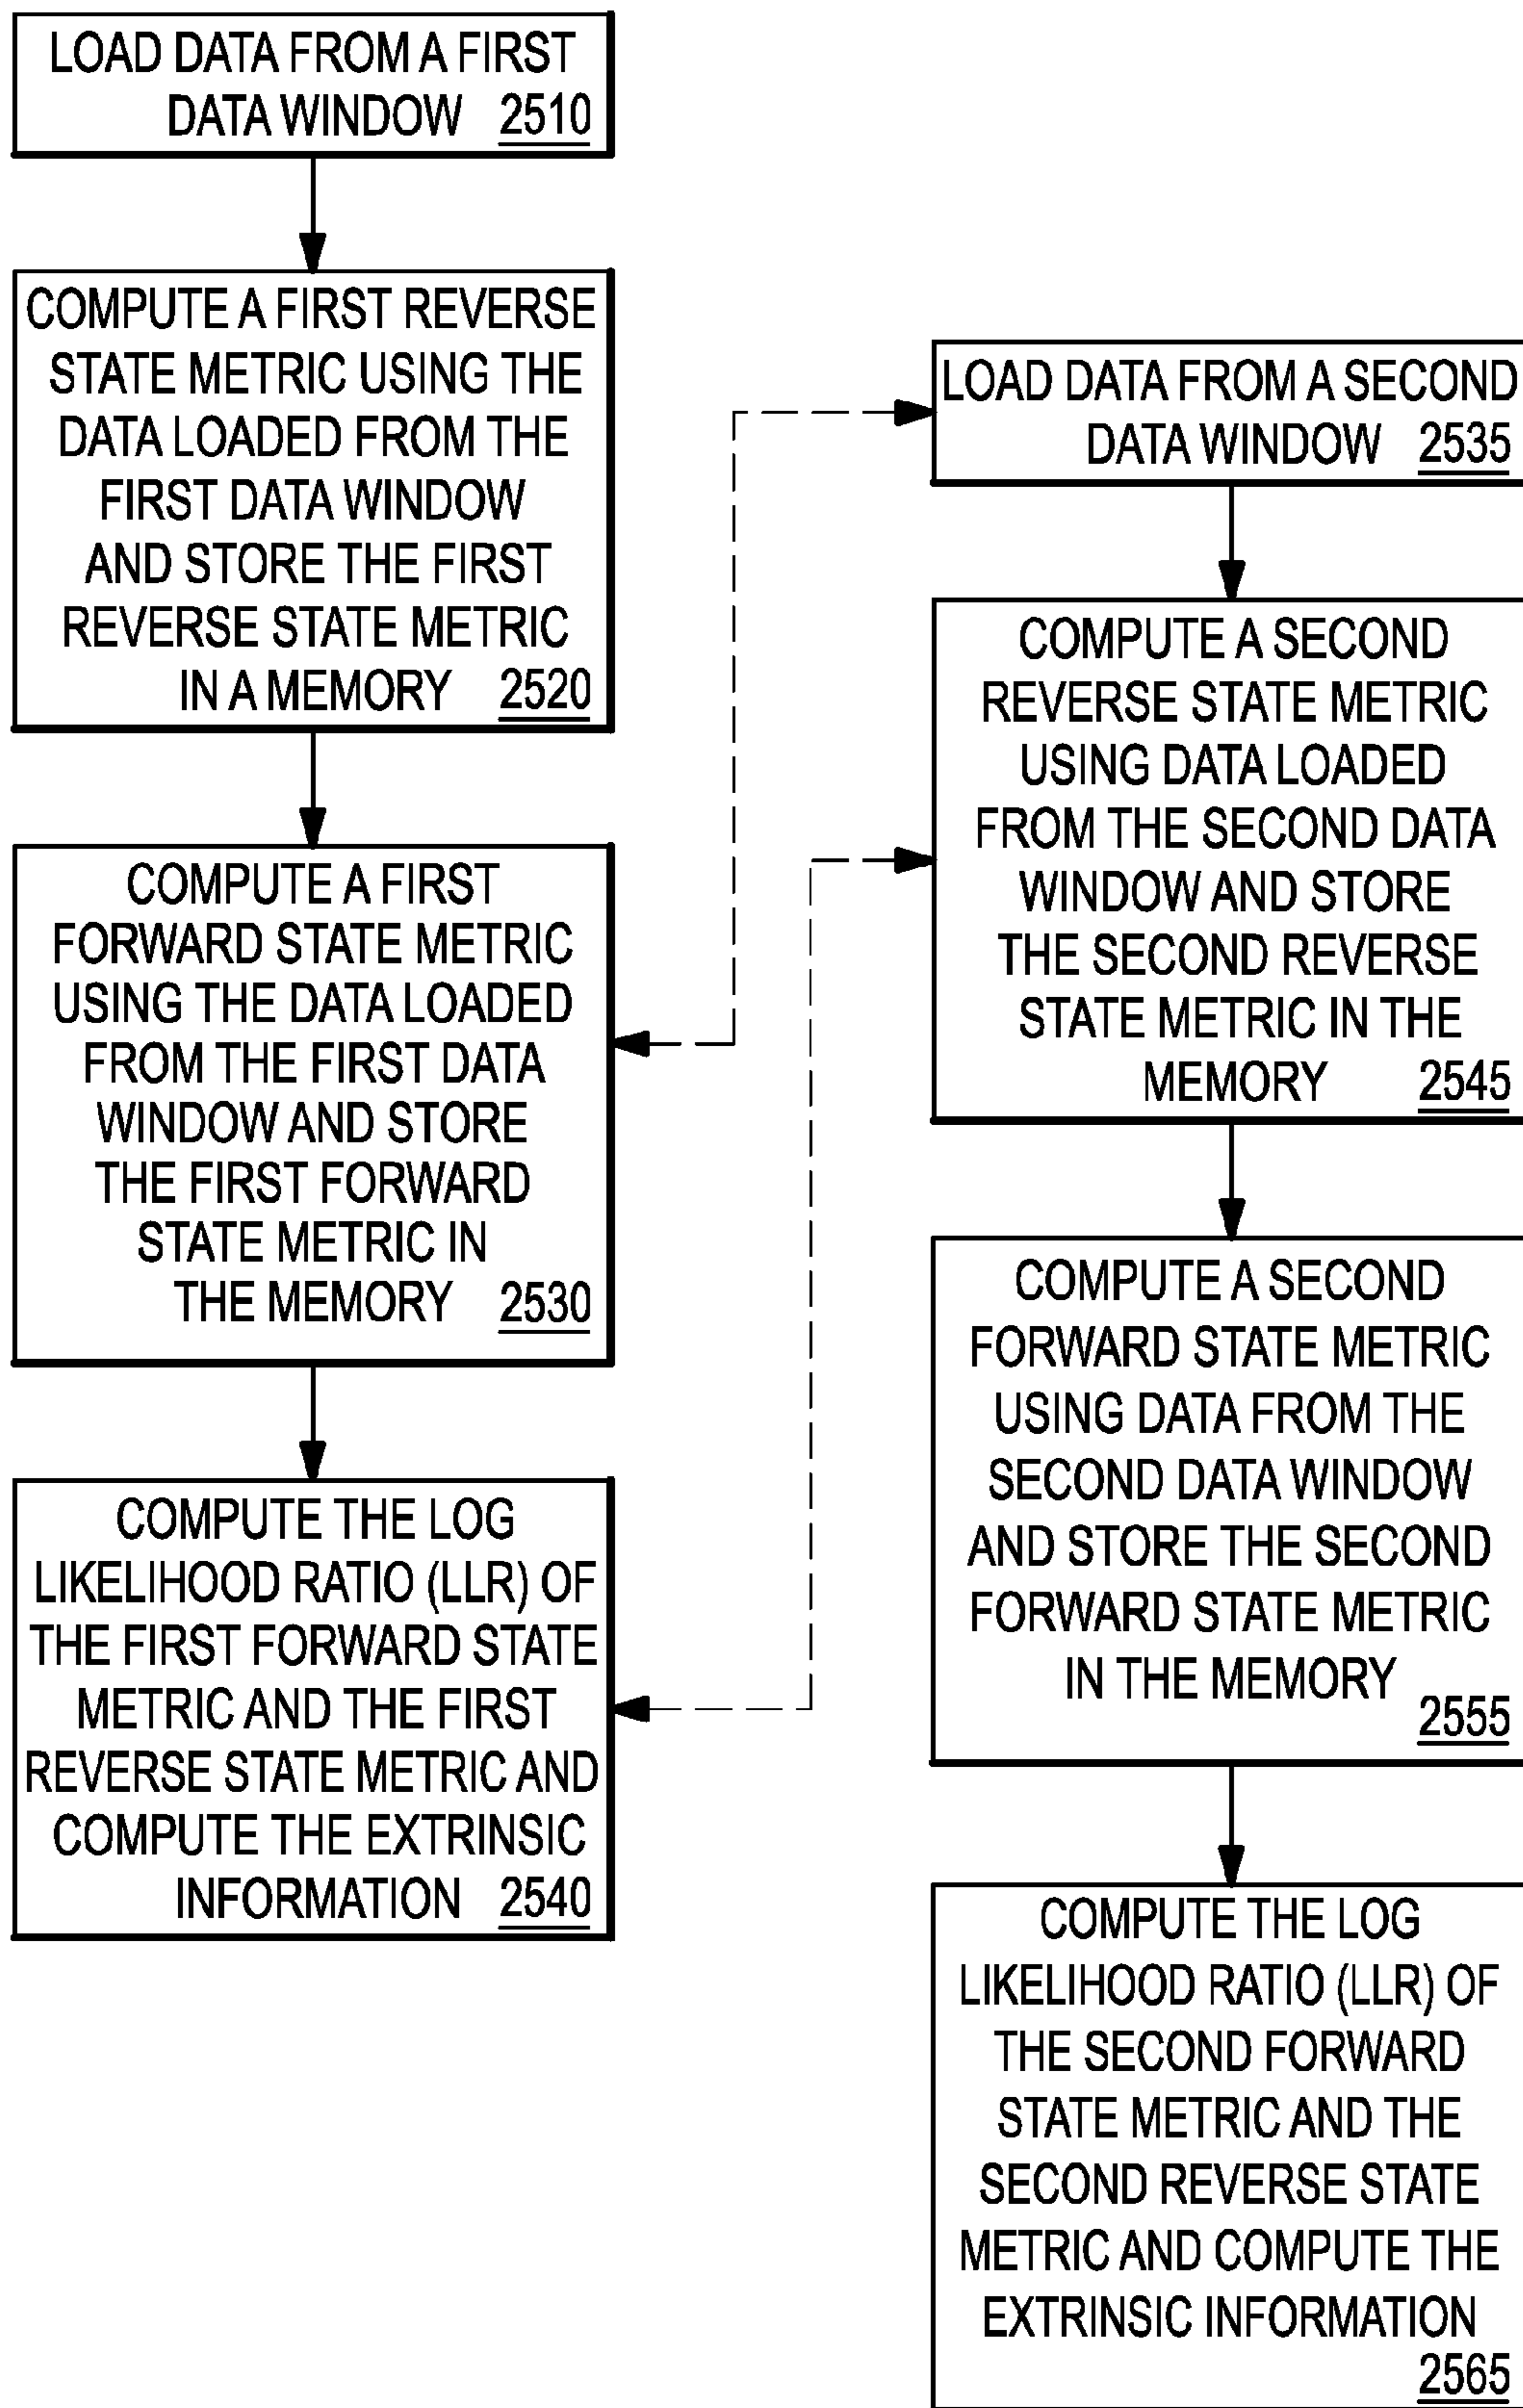 LOAD DATA FROM A FIRST
DATA WINDOW 2510
COMPUTE A FIRST REVERSE
STATE METRIC USING THE
DATA LOADED FROM THE
FIRST DATA WINDOW
AND STORE THE FIRST
REVERSE STATE METRIC
IN A MEMORY 2520
COMPUTE A FIRST
FORWARD STATE METRIC
USING THE DATA LOADED
FROM THE FIRST DATA
WINDOW AND STORE
THE FIRST FORWARD
STATE METRIC IN
THE MEMORY 2530
COMPUTE THE LOG
LIKELIHOOD RATIO (LLR) OF
THE FIRST FORWARD STATE
METRIC AND THE FIRST
REVERSE STATE METRIC AND
COMPUTE THE EXTRINSIC
INFORMATION 2540
LOAD DATA FROM A SECOND
DATA WINDOW 2535
COMPUTE A SECOND
REVERSE STATE METRIC
USING DATA LOADED
FROM THE SECOND DATA
WINDOW AND STORE
THE SECOND REVERSE
STATE METRIC IN THE
MEMORY 2545
COMPUTE A SECOND
FORWARD STATE METRIC
USING DATA FROM THE
SECOND DATA WINDOW
AND STORE THE SECOND
FORWARD STATE METRIC
IN THE MEMORY
2555
COMPUTE THE LOG
LIKELIHOOD RATIO (LLR) OF
THE SECOND FORWARD
STATE METRIC AND THE
SECOND REVERSE STATE
METRIC AND COMPUTE THE
EXTRINSIC INFORMATION
2565